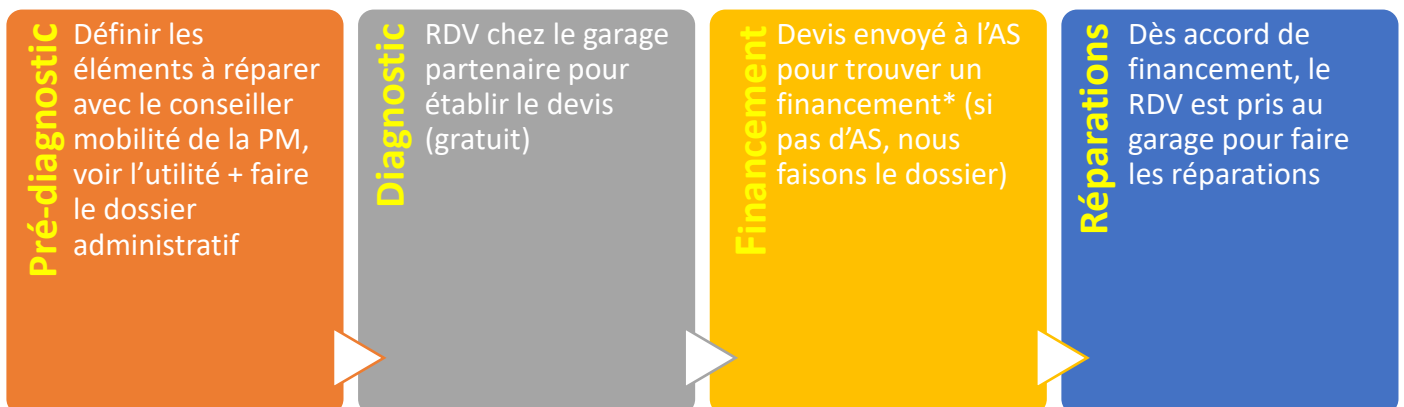 Pré-diagnostic
Définir les
éléments à réparer
avec le conseiller
mobilité de la PM,
voir l’utilité + faire
le dossier
administratif
Diagnostic
RDV chez le garage
partenaire pour
établir le devis
(gratuit)
Financement
Devis envoyé à l’AS
pour trouver un
financement* (si
pas d’AS, nous
faisons le dossier)
Réparations
Dès accord de
financement, le
RDV est pris au
garage pour faire
les réparations